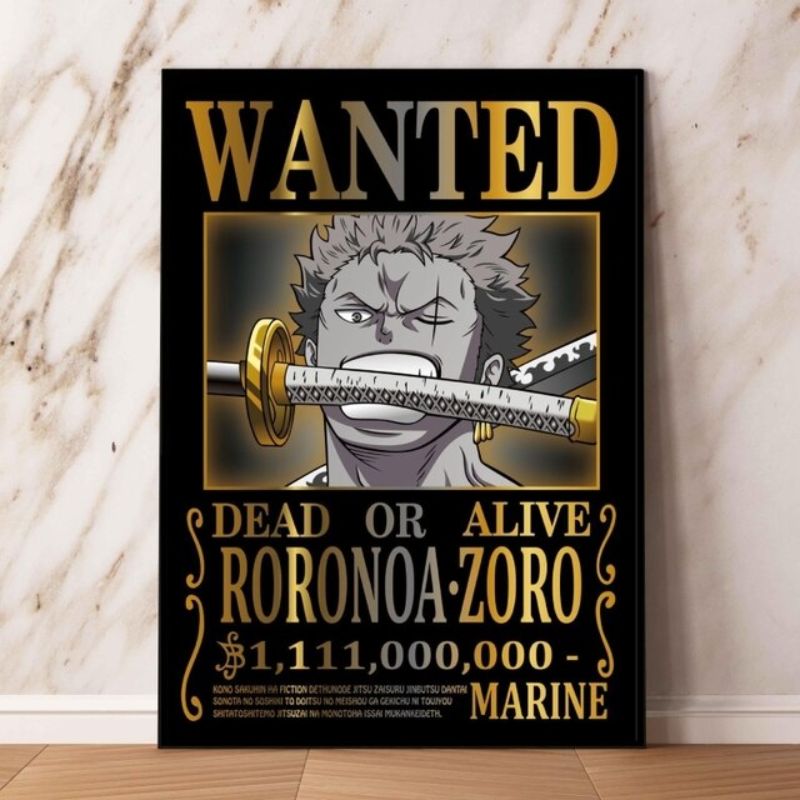 WANTED
DEAD OR ALIVE
RORONOA·ZORO
฿1,111,000,000 -
KONO SAKUHIN HA FICTION DETHUNODE JITSU ZAISURU JINBUTSU DANTAI
SONOTA NO SOSHIKI TO DOITSU NO MEISHOU GA GEKICHU NI TOUJYOU
SHITATOSHITEMO JITSUZAI NA MONOTOHA ISSAI MUKANKEIDETH.
MARINE